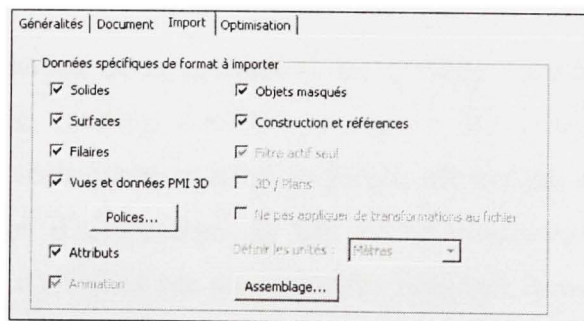 Généralités Document Import Optimisation
Données spécifiques de format à importer
Solides
Surfaces
Filaires
Vues et données PMI 3D
Polices...
Attributs
Animation
Objets masqués
Construction et références
Filtre actif seul
3D / Plans
Ne pas appliquer de transformations au fichier
Définir les unités : Mètres
Assemblage...